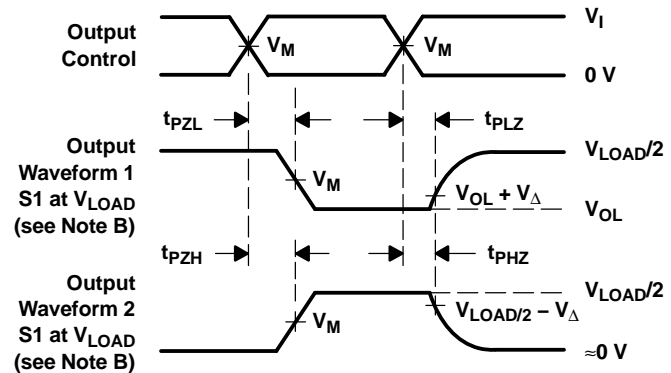 Output
Control
V_M
V_M
V_I
0 V
t_PZL
t_PLZ
Output
Waveform 1
S1 at V_LOAD
(see Note B)
V_M
V_LOAD/2
V_OL + V_Δ
V_OL
t_PZH
t_PHZ
Output
Waveform 2
S1 at V_LOAD
(see Note B)
V_M
V_LOAD/2
V_LOAD/2 − V_Δ
≈0 V